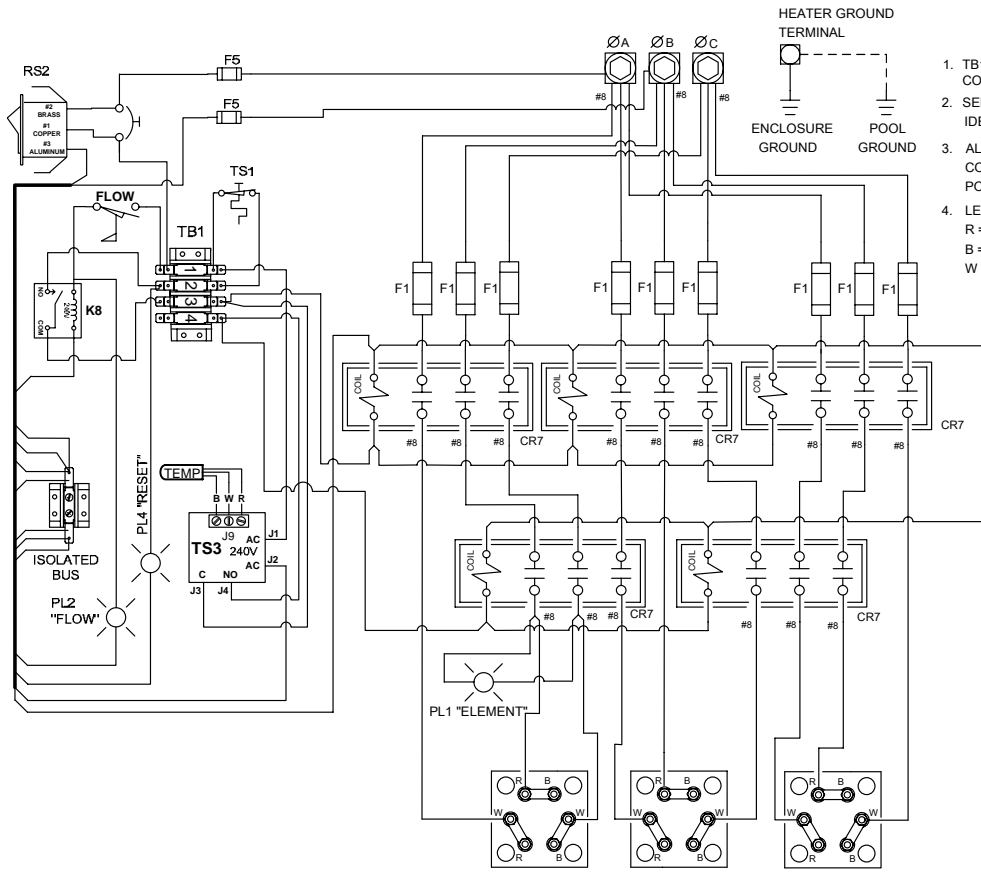 HEATER GROUND
TERMINAL
ØA
ØB
ØC
F5
RS2
#2
BRASS
#1
COPPER
#3
ALUMINUM
F5
#8
#8
#8
ENCLOSURE
GROUND
POOL
GROUND
1. TB1
CO
2. SE
IDE
3. AL
CO
PO
4. LE
R =
B =
W
TS1
FLOW
TB1
1
2
3
4
NO
COM
240V
K8
F1
F1
F1
F1
F1
F1
F1
F1
F1
COIL
COIL
COIL
CR7
CR7
CR7
#8
#8
#8
#8
#8
#8
#8
#8
TEMP
B W R
J9
TS3
240V
AC
AC
J1
J2
C
NO
J3
J4
PL4 "RESET"
ISOLATED
BUS
PL2
"FLOW"
COIL
COIL
CR7
CR7
#8
#8
#8
#8
#8
PL1 "ELEMENT"
R
B
W
W
R
B
R
B
W
W
R
B
R
B
W
W
R
B